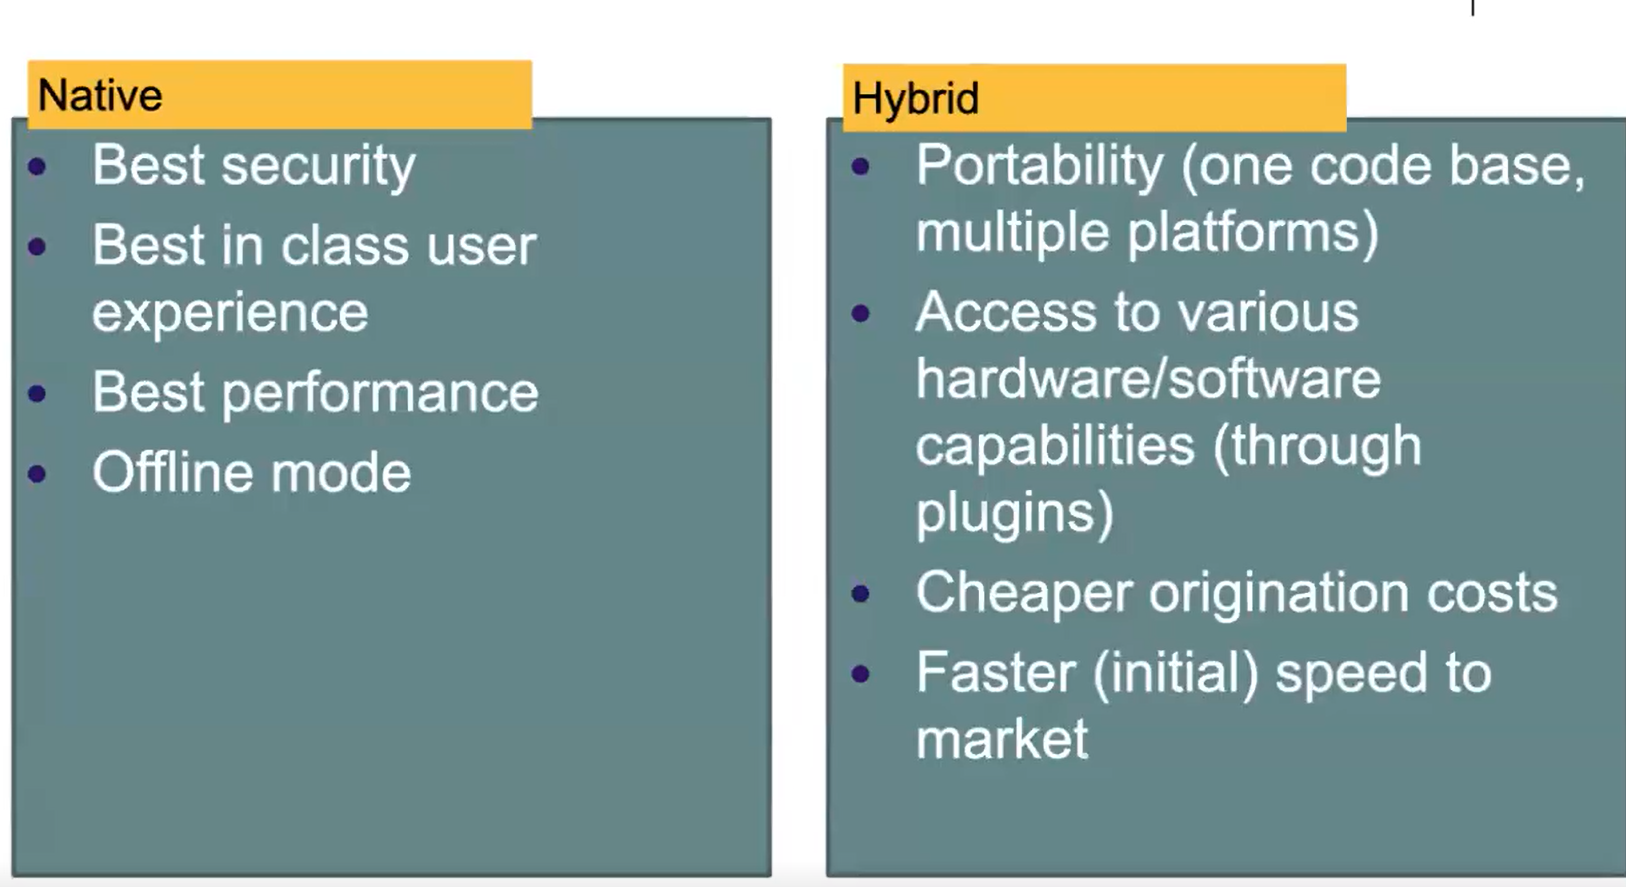 Native
Best security
Best in class user
experience
Best performance
Offline mode
Hybrid
Portability (one code base,
multiple platforms)
Access to various
hardware/software
capabilities (through
plugins)
Cheaper origination costs
Faster (initial) speed to
market